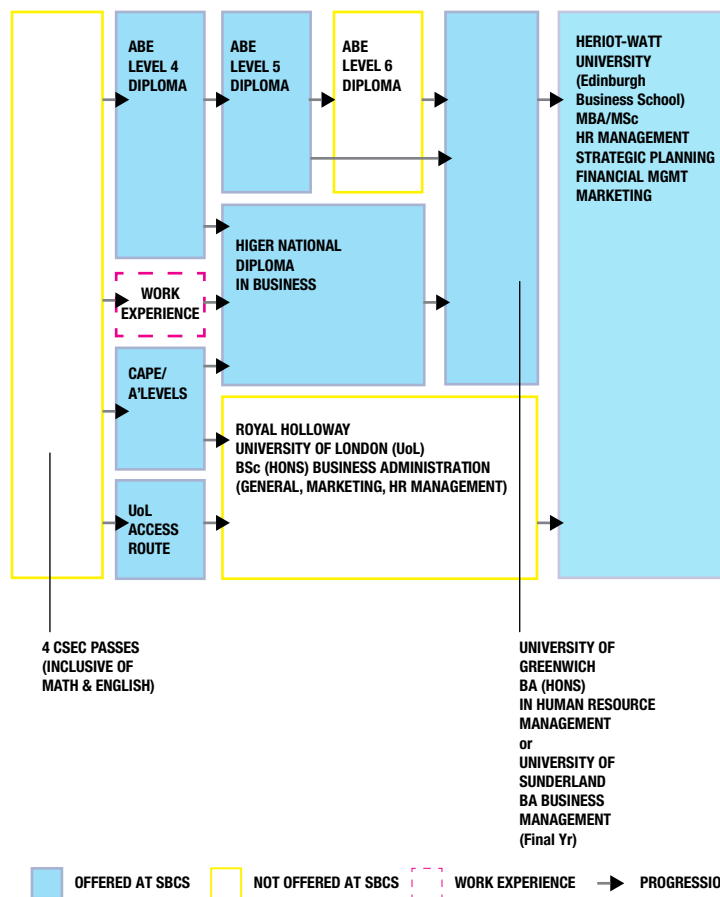 ABE
LEVEL 4
DIPLOMA
ABE
LEVEL 5
DIPLOMA
ABE
LEVEL 6
DIPLOMA
HERIOT-WATT
UNIVERSITY
(Edinburgh
Business School)
MBA/MSc
HR MANAGEMENT
STRATEGIC PLANNING
FINANCIAL MGMT
MARKETING
HIGER NATIONAL
DIPLOMA
IN BUSINESS
WORK
EXPERIENCE
CAPE/
A'LEVELS
ROYAL HOLLOWAY
UNIVERSITY OF LONDON (UoL)
BSc (HONS) BUSINESS ADMINISTRATION
(GENERAL, MARKETING, HR MANAGEMENT)
UoL
ACCESS
ROUTE
4 CSEC PASSES
(INCLUSIVE OF
MATH & ENGLISH)
UNIVERSITY OF
GREENWICH
BA (HONS)
IN HUMAN RESOURCE
MANAGEMENT
or
UNIVERSITY OF
SUNDERLAND
BA BUSINESS
MANAGEMENT
(Final Yr)
OFFERED AT SBCS
NOT OFFERED AT SBCS
WORK EXPERIENCE
PROGRESSIO